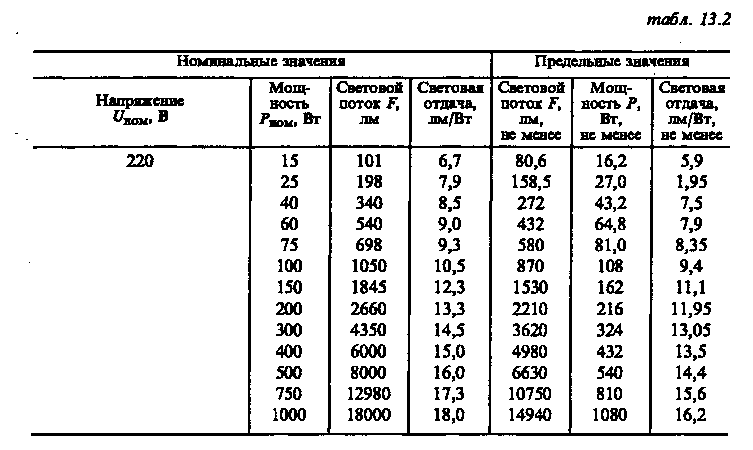 табл. 13.2
Номинальные значения Предельные значения
Напряжение Uном, В Мощ-ность Pном, Вт Световой поток F, лм Световая отдача, лм/Вт Световой поток F, лм, не менее Мощ-ность P, Вт, не менее Световая отдача, лм/Вт, не менее
220 15 101 6,7 80,6 16,2 5,9
25 198 7,9 158,5 27,0 1,95
40 340 8,5 272 43,2 7,5
60 540 9,0 432 64,8 7,9
75 698 9,3 580 81,0 8,35
100 1050 10,5 870 108 9,4
150 1845 12,3 1530 162 11,1
200 2660 13,3 2210 216 11,95
300 4350 14,5 3620 324 13,05
400 6000 15,0 4980 432 13,5
500 8000 16,0 6630 540 14,4
750 12980 17,3 10750 810 15,6
1000 18000 18,0 14940 1080 16,2